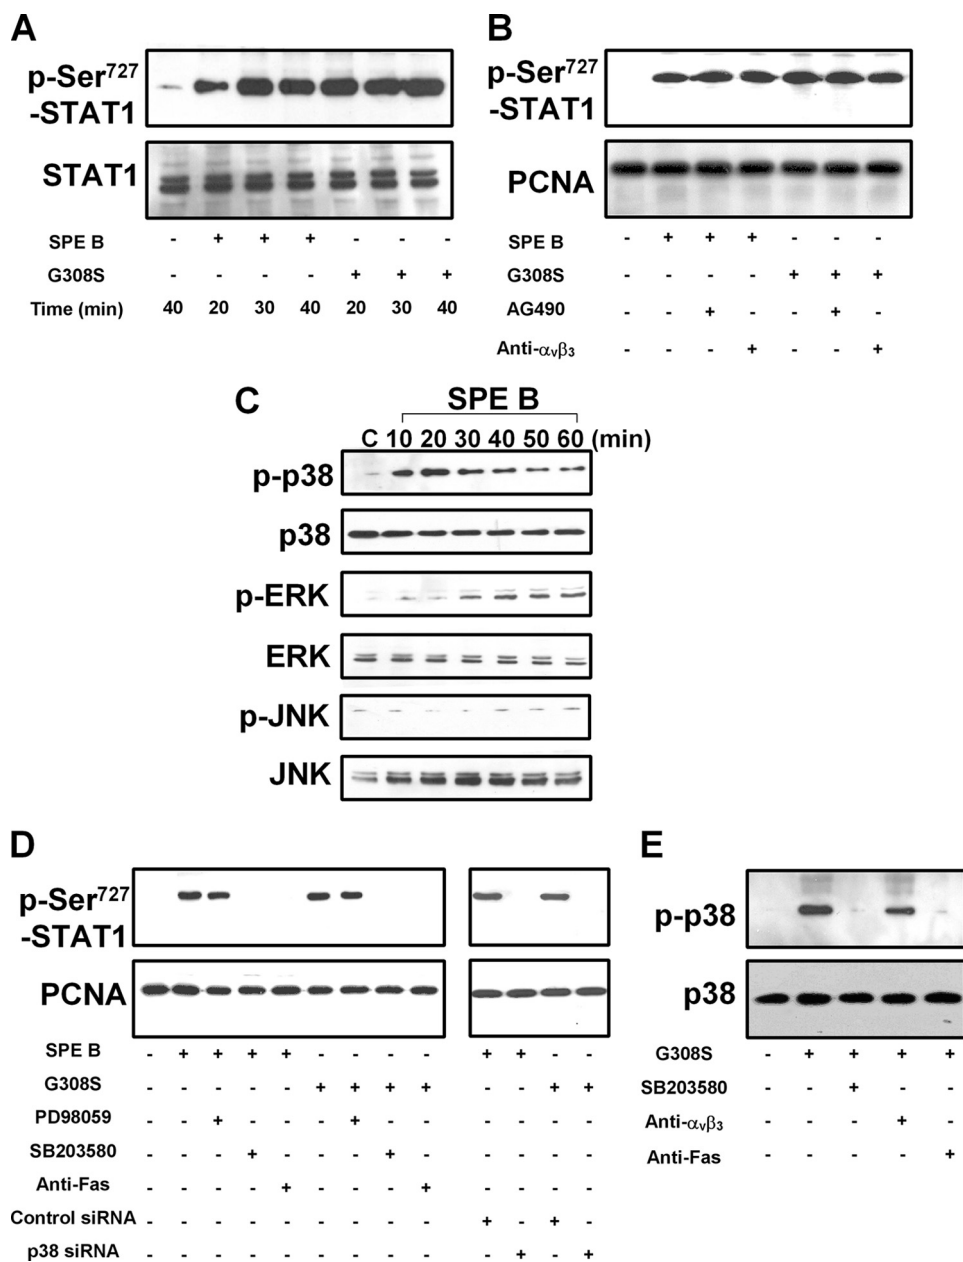 A
p-Ser727
-STAT1
STAT1
SPE B - + + + - - -
G308S - - - - + + +
Time (min) 40 20 30 40 20 30 40
B
p-Ser727
-STAT1
PCNA
SPE B - + + + - - -
G308S - - - - + + +
AG490 - - + - - + -
Anti-αvβ3 - - - + - - +
C
SPE B
C 10 20 30 40 50 60 (min)
p-p38
p38
p-ERK
ERK
p-JNK
JNK
D
p-Ser727
-STAT1
PCNA
SPE B - + + + + - - - - + + - -
G308S - - - - - + + + + - - + +
PD98059 - - + - - - + - - - - - -
SB203580 - - - + - - - + - - - - -
Anti-Fas - - - - + - - - + - - - -
Control siRNA - - - - - - - - - + - + -
p38 siRNA - - - - - - - - - - + - +
E
p-p38
p38
G308S - + + + +
SB203580 - - + - -
Anti-αvβ3 - - - + -
Anti-Fas - - - - +